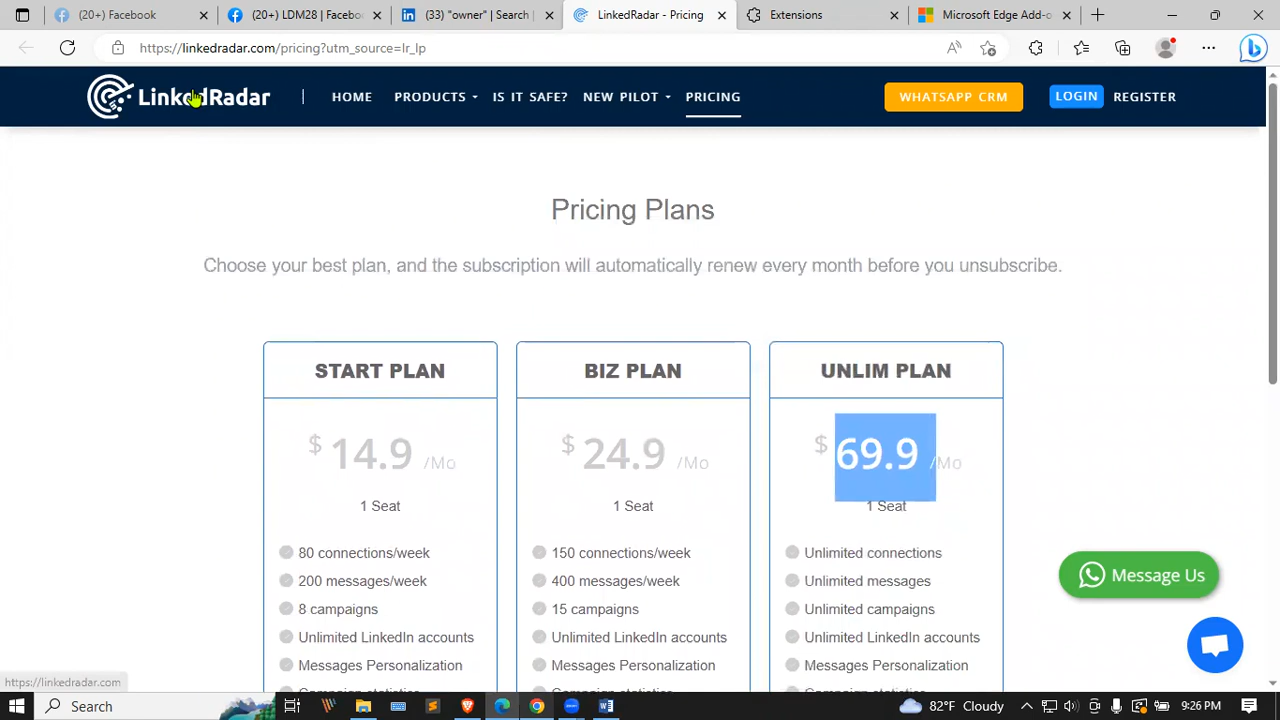 (20+) Facebook
(20+) LDM28 | Facebo
(33) "owner" | Search |
LinkedRadar - Pricing
Extensions
Microsoft Edge Add-o
https://linkedradar.com/pricing?utm_source=lr_lp
LinkedRadar
HOME
PRODUCTS
IS IT SAFE?
NEW PILOT
PRICING
WHATSAPP CRM
LOGIN
REGISTER
Pricing Plans
Choose your best plan, and the subscription will automatically renew every month before you unsubscribe.
START PLAN
$ 14.9 /Mo
1 Seat
80 connections/week
200 messages/week
8 campaigns
Unlimited LinkedIn accounts
Messages Personalization
Campaign statistics
BIZ PLAN
$ 24.9 /Mo
1 Seat
150 connections/week
400 messages/week
15 campaigns
Unlimited LinkedIn accounts
Messages Personalization
Campaign statistics
UNLIM PLAN
$ 69.9 /Mo
1 Seat
Unlimited connections
Unlimited messages
Unlimited campaigns
Unlimited LinkedIn accounts
Messages Personalization
Campaign statistics
Message Us
https://linkedradar.com
Search
82°F Cloudy
9:26 PM